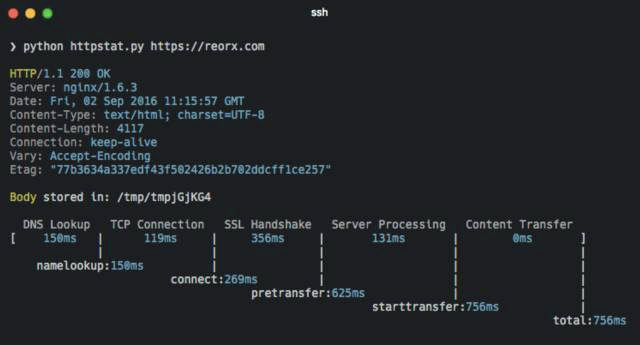 ssh
❯ python httpstat.py https://reorx.com
HTTP/1.1 200 OK
Server: nginx/1.6.3
Date: Fri, 02 Sep 2016 11:15:57 GMT
Content-Type: text/html; charset=UTF-8
Content-Length: 4117
Connection: keep-alive
Vary: Accept-Encoding
Etag: "77b3634a337edf43f502426b2b702ddcff1ce257"
Body stored in: /tmp/tmpjGjKG4
DNS Lookup   TCP Connection   SSL Handshake   Server Processing   Content Transfer
[    150ms   |     119ms      |     356ms     |       131ms       |       0ms        ]
             |                |               |                   |                  |
    namelookup:150ms          |               |                   |                  |
                        connect:269ms         |                   |                  |
                                    pretransfer:625ms             |                  |
                                                      starttransfer:756ms            |
                                                                                 total:756ms